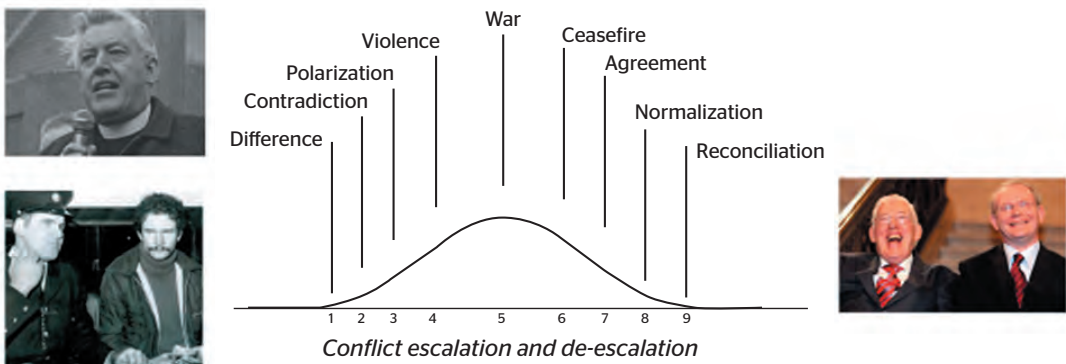 War
Violence
Ceasefire
Polarization
Agreement
Contradiction
Normalization
Difference
Reconciliation
1 2 3 4 5 6 7 8 9
Conflict escalation and de-escalation